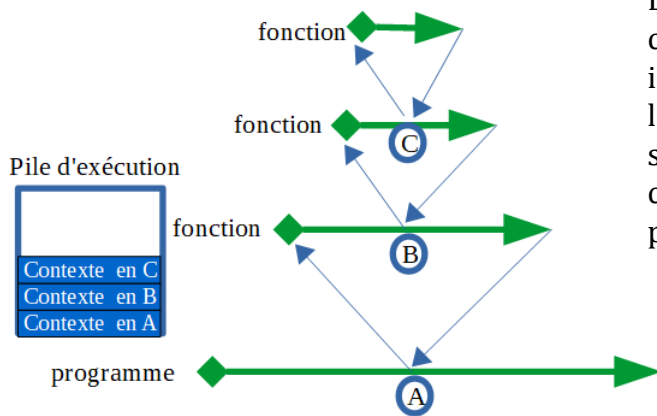 fonction
fonction
C
Pile d'exécution
fonction
B
Contexte en C
Contexte en B
Contexte en A
programme
A